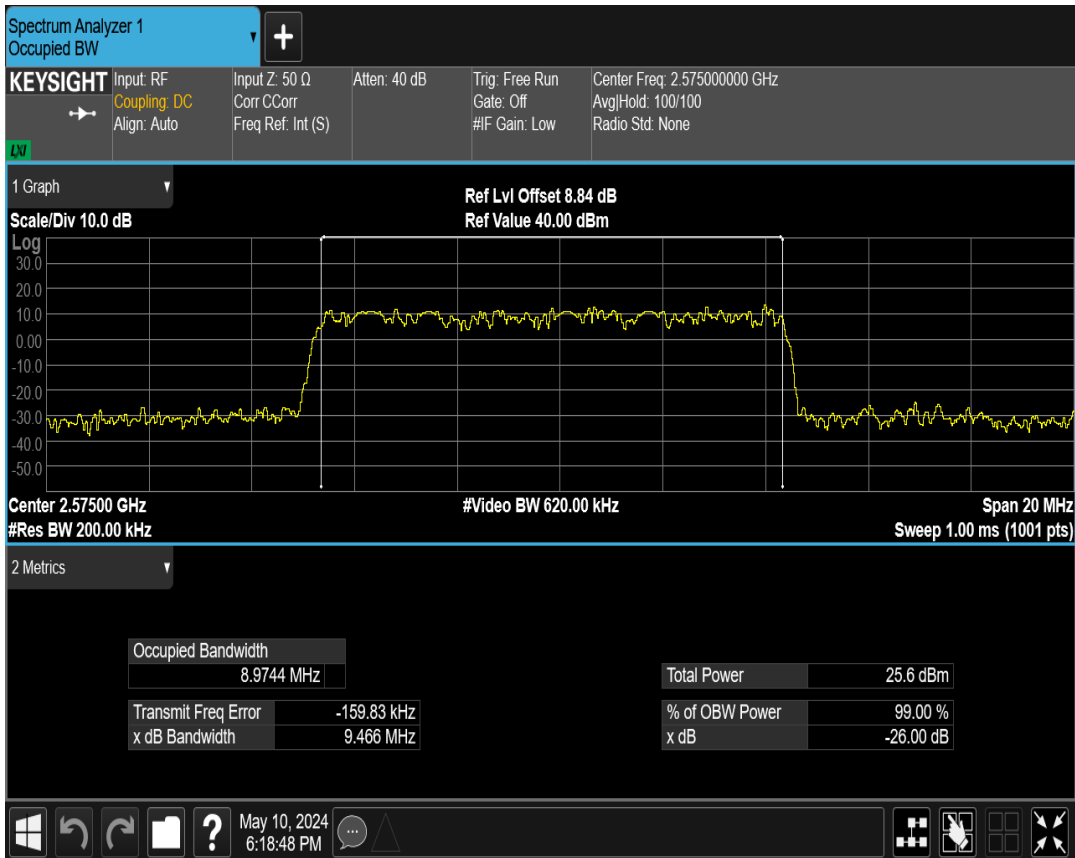 Spectrum Analyzer 1
Occupied BW
+
KEYSIGHT
LXI
Input: RF
Coupling: DC
Align: Auto
Input Z: 50 Ω
Corr CCorr
Freq Ref: Int (S)
Atten: 40 dB
Trig: Free Run
Gate: Off
#IF Gain: Low
Center Freq: 2.575000000 GHz
Avg|Hold: 100/100
Radio Std: None
1 Graph
Scale/Div 10.0 dB
Ref Lvl Offset 8.84 dB
Ref Value 40.00 dBm
Log
30.0
20.0
10.0
0.00
-10.0
-20.0
-30.0
-40.0
-50.0
Center 2.57500 GHz
#Video BW 620.00 kHz
Span 20 MHz
#Res BW 200.00 kHz
Sweep 1.00 ms (1001 pts)
2 Metrics
Occupied Bandwidth
8.9744 MHz
Total Power 25.6 dBm
Transmit Freq Error -159.83 kHz
% of OBW Power 99.00 %
x dB Bandwidth 9.466 MHz
x dB -26.00 dB
?
May 10, 2024
6:18:48 PM